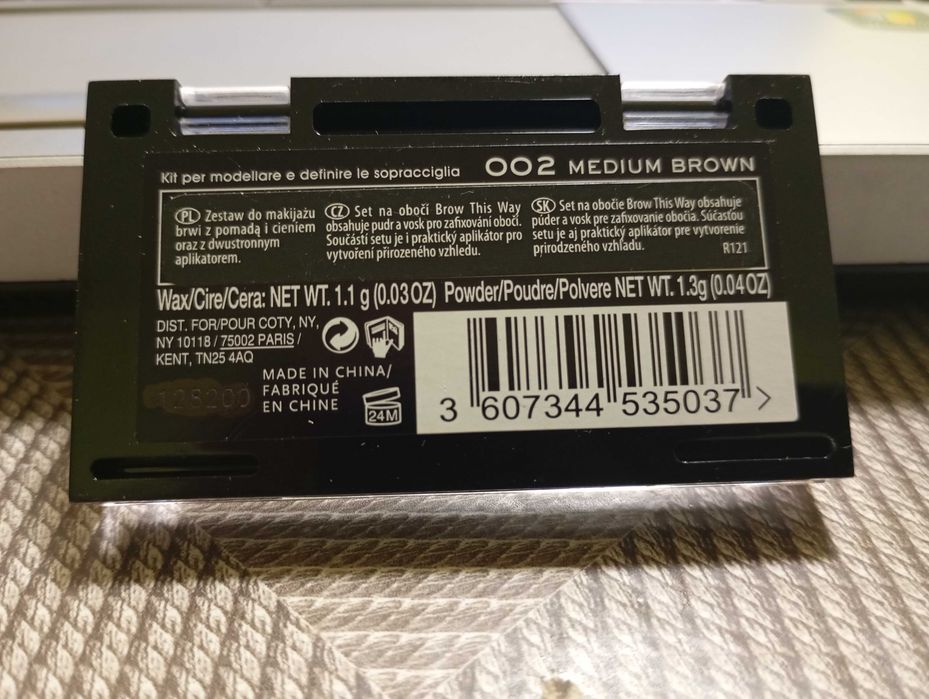 Kit per modellare e definire le sopracciglia
002 MEDIUM BROWN
PL Zestaw do makijażu
brwi z pomadą i cieniem
oraz z dwustronnym
aplikatorem.
CZ Set na obočí Brow This Way
obsahuje pudr a vosk pro zafixování obočí.
Součástí setu je i praktický aplikátor pro
vytvoření přirozeného vzhledu.
SK Set na obočie Brow This Way obsahuje
púder a vosk pre zafixovanie obočia. Súčasťou
setu je aj praktický aplikátor pre vytvorenie
prirodzeného vzhľadu.
R121
Wax/Cire/Cera: NET WT. 1.1 g (0.03 OZ) Powder/Poudre/Polvere NET WT. 1.3g (0.04 OZ)
DIST. FOR/POUR COTY, NY,
NY 10118 / 75002 PARIS /
KENT, TN25 4AQ
MADE IN CHINA/
FABRIQUÉ
EN CHINE
24M
3 607344 535037 >